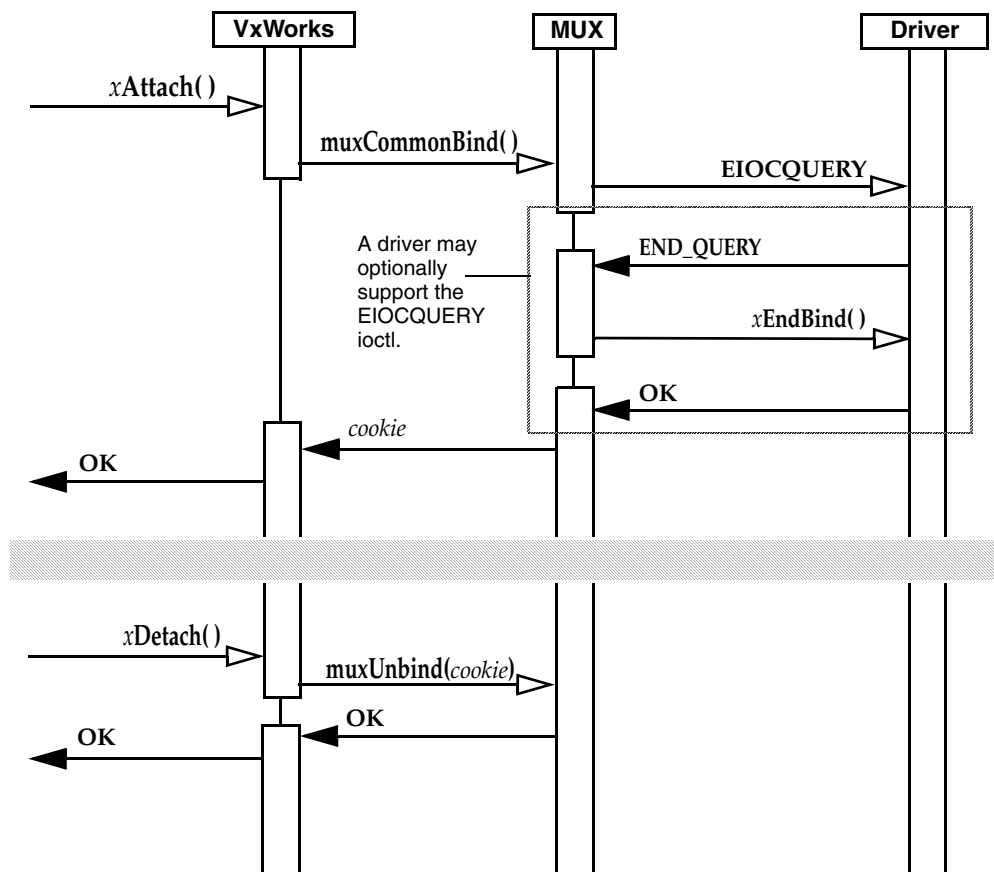 VxWorks
MUX
Driver
xAttach( )
muxCommonBind( )
EIOCQUERY
A driver may
optionally
support the
EIOCQUERY
ioctl.
END_QUERY
xEndBind( )
OK
cookie
OK
xDetach( )
muxUnbind(cookie)
OK
OK